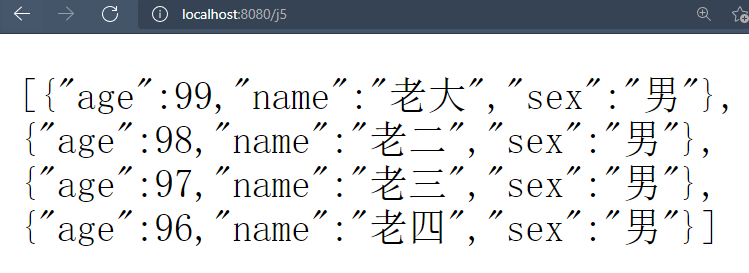 localhost:8080/j5
[{"age":99,"name":"老大","sex":"男"},
{"age":98,"name":"老二","sex":"男"},
{"age":97,"name":"老三","sex":"男"},
{"age":96,"name":"老四","sex":"男"}]